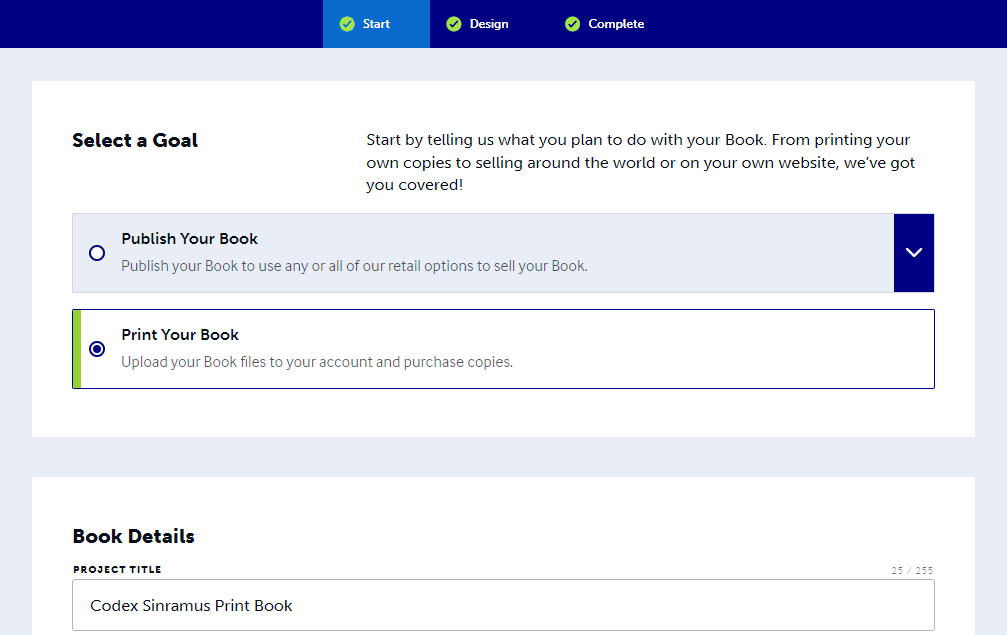 Start
Design
Complete
Select a Goal
Start by telling us what you plan to do with your Book. From printing your
own copies to selling around the world or on your own website, we’ve got
you covered!
Publish Your Book
Publish your Book to use any or all of our retail options to sell your Book.
Print Your Book
Upload your Book files to your account and purchase copies.
Book Details
PROJECT TITLE
25 / 255
Codex Sinramus Print Book